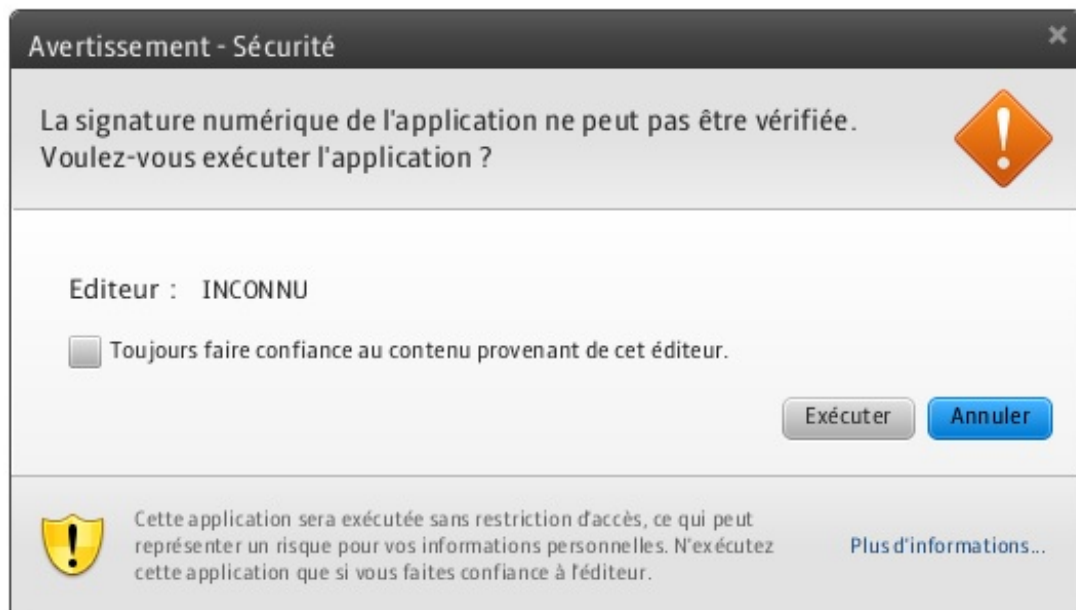 Avertissement - Sécurité
La signature numérique de l'application ne peut pas être vérifiée.
Voulez-vous exécuter l'application ?
Editeur : INCONNU
Toujours faire confiance au contenu provenant de cet éditeur.
Exécuter Annuler
Cette application sera exécutée sans restriction d'accès, ce qui peut
représenter un risque pour vos informations personnelles. N'exécutez
cette application que si vous faites confiance à l'éditeur.
Plus d'informations...